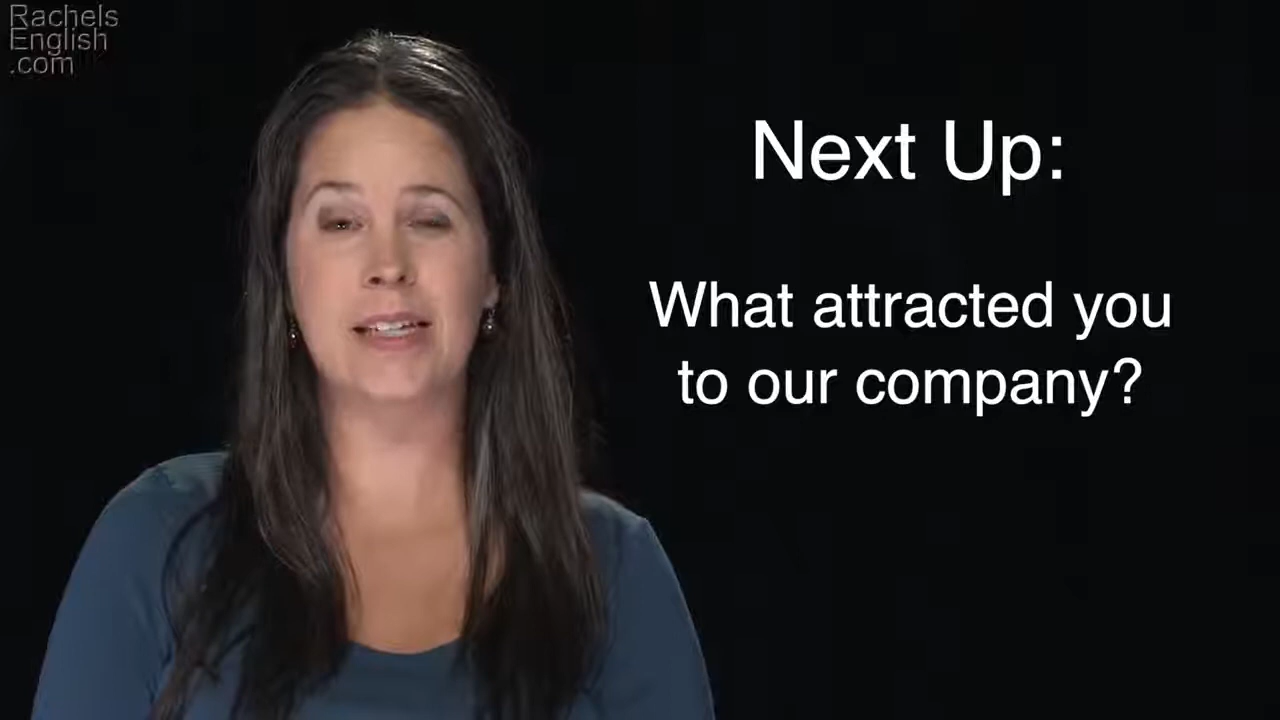 Rachels
English
.com
Next Up:
What attracted you
to our company?